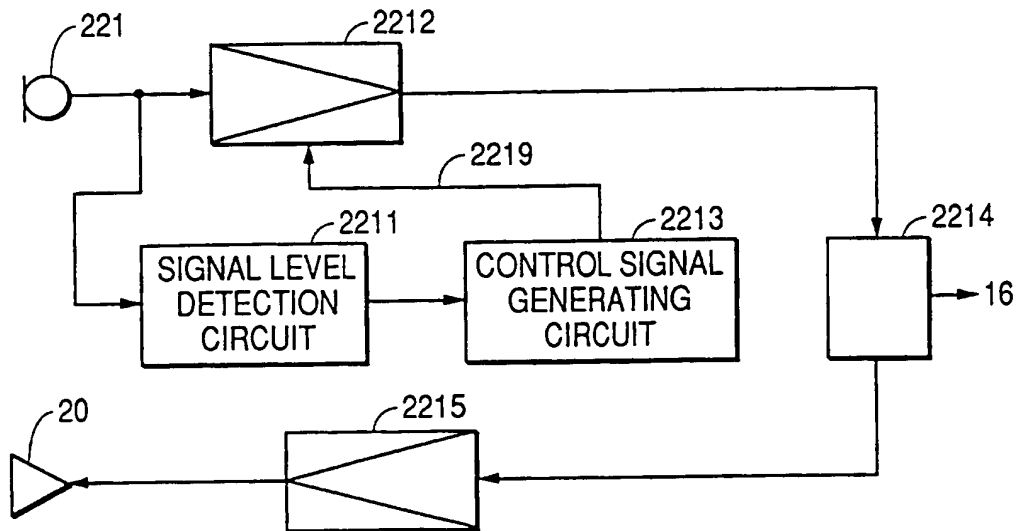 221
2212
2219
2211
SIGNAL LEVEL
DETECTION
CIRCUIT
2213
CONTROL SIGNAL
GENERATING
CIRCUIT
2214
16
20
2215